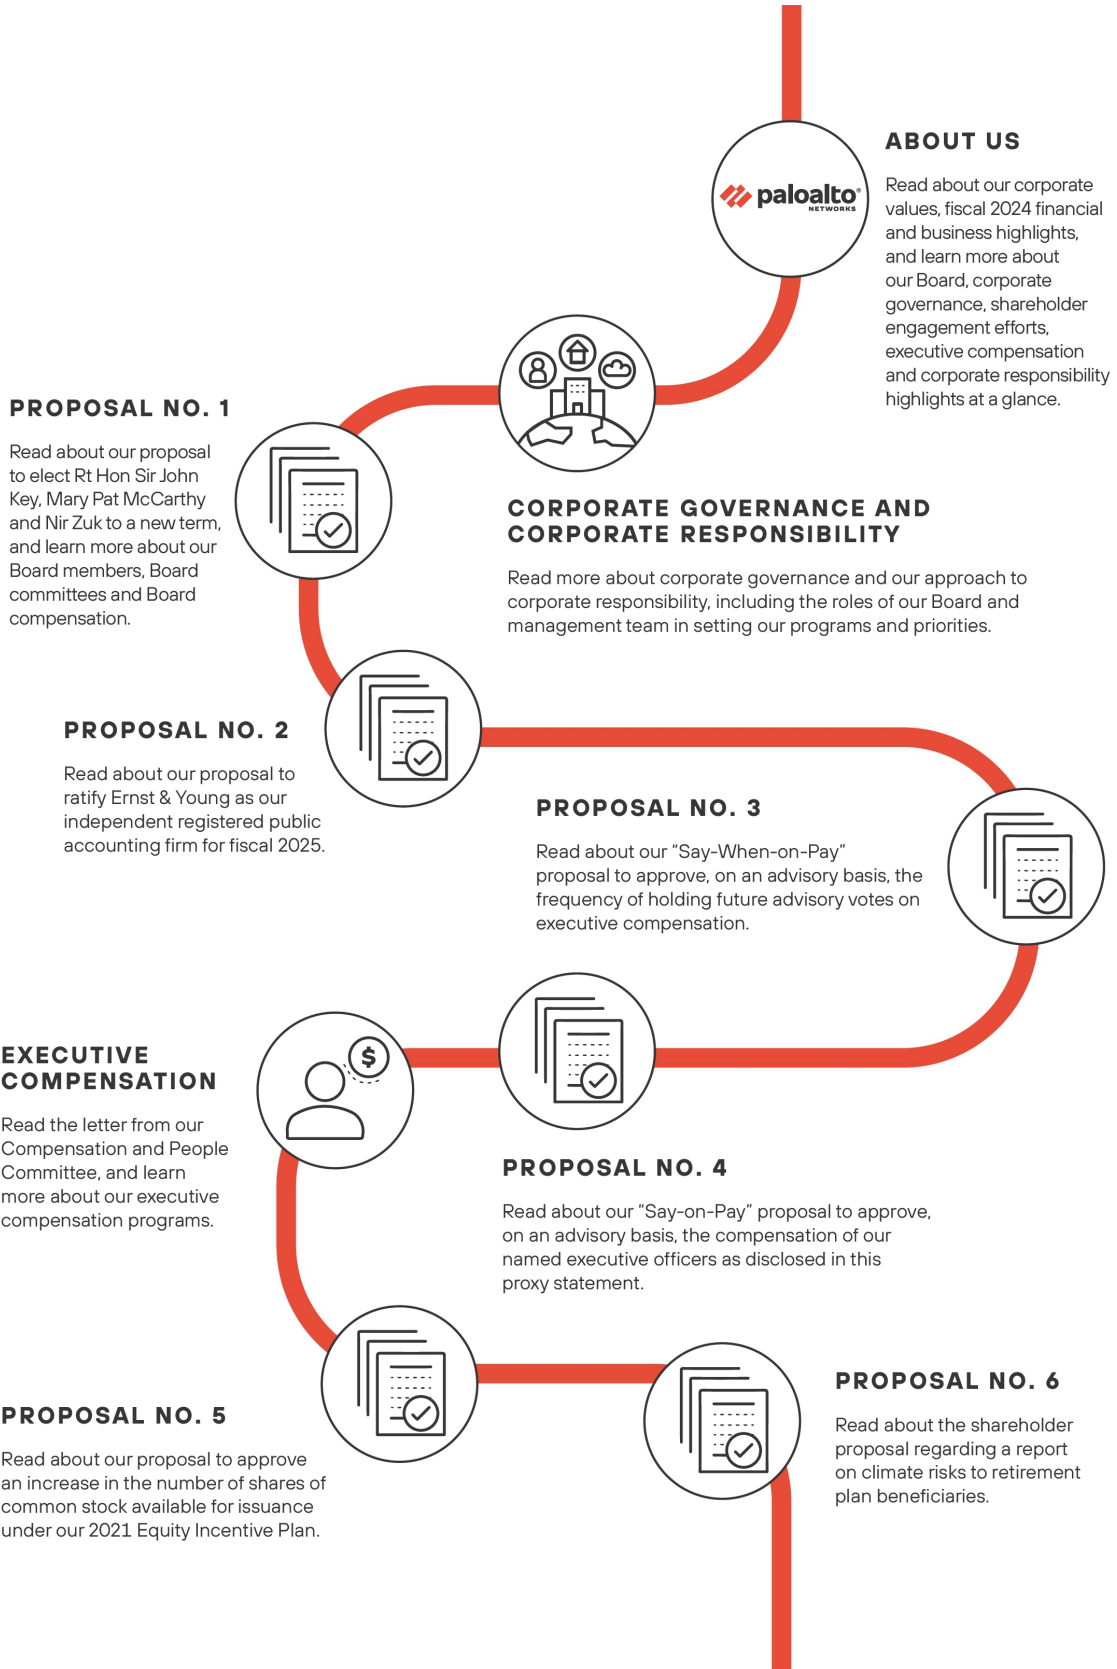 paloalto®
NETWORKS
ABOUT US
Read about our corporate
values, fiscal 2024 financial
and business highlights,
and learn more about
our Board, corporate
governance, shareholder
engagement efforts,
executive compensation
and corporate responsibility
highlights at a glance.
CORPORATE GOVERNANCE AND
CORPORATE RESPONSIBILITY
Read more about corporate governance and our approach to
corporate responsibility, including the roles of our Board and
management team in setting our programs and priorities.
PROPOSAL NO. 1
Read about our proposal
to elect Rt Hon Sir John
Key, Mary Pat McCarthy
and Nir Zuk to a new term,
and learn more about our
Board members, Board
committees and Board
compensation.
PROPOSAL NO. 2
Read about our proposal to
ratify Ernst & Young as our
independent registered public
accounting firm for fiscal 2025.
PROPOSAL NO. 3
Read about our “Say-When-on-Pay”
proposal to approve, on an advisory basis, the
frequency of holding future advisory votes on
executive compensation.
PROPOSAL NO. 4
Read about our “Say-on-Pay” proposal to approve,
on an advisory basis, the compensation of our
named executive officers as disclosed in this
proxy statement.
$
EXECUTIVE
COMPENSATION
Read the letter from our
Compensation and People
Committee, and learn
more about our executive
compensation programs.
PROPOSAL NO. 5
Read about our proposal to approve
an increase in the number of shares of
common stock available for issuance
under our 2021 Equity Incentive Plan.
PROPOSAL NO. 6
Read about the shareholder
proposal regarding a report
on climate risks to retirement
plan beneficiaries.